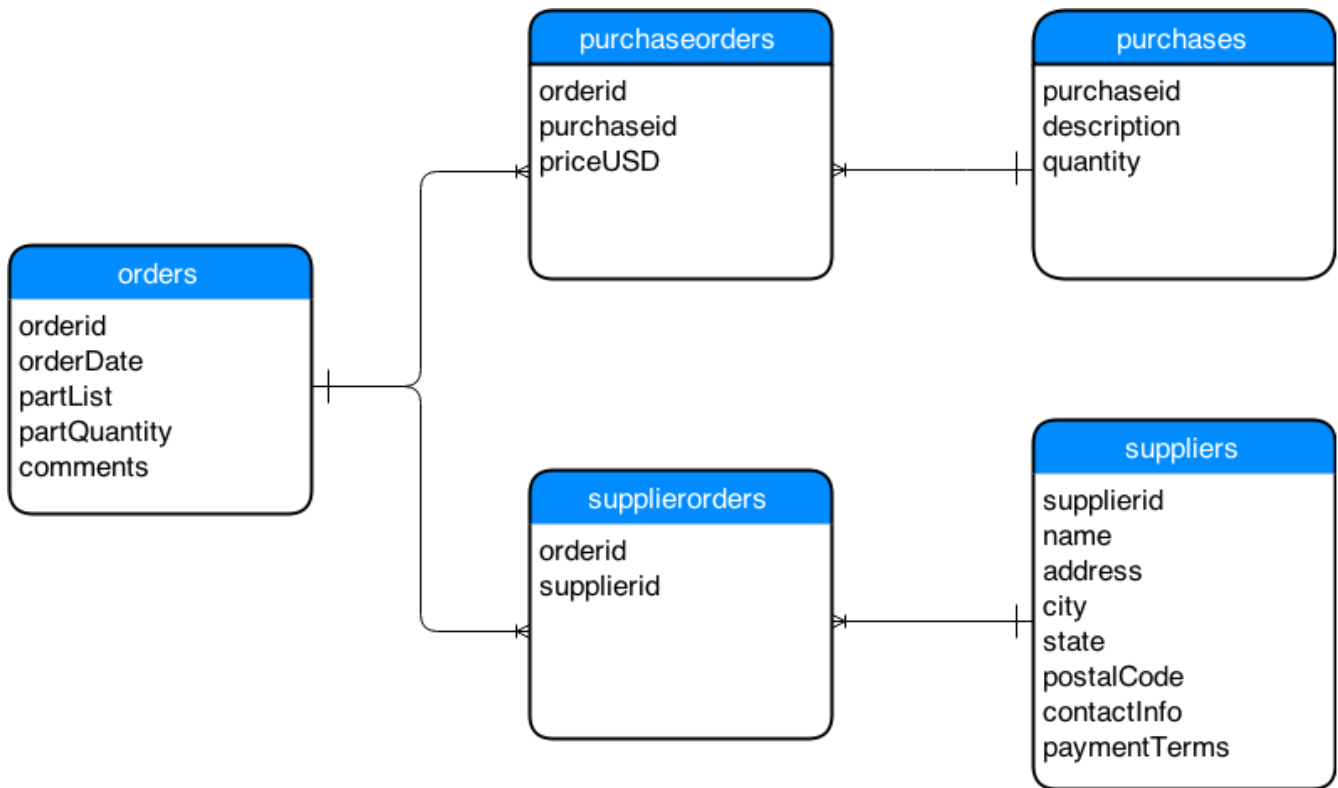 purchaseorders
orderid
purchaseid
priceUSD
purchases
purchaseid
description
quantity
orders
orderid
orderDate
partList
partQuantity
comments
supplierorders
orderid
supplierid
suppliers
supplierid
name
address
city
state
postalCode
contactInfo
paymentTerms